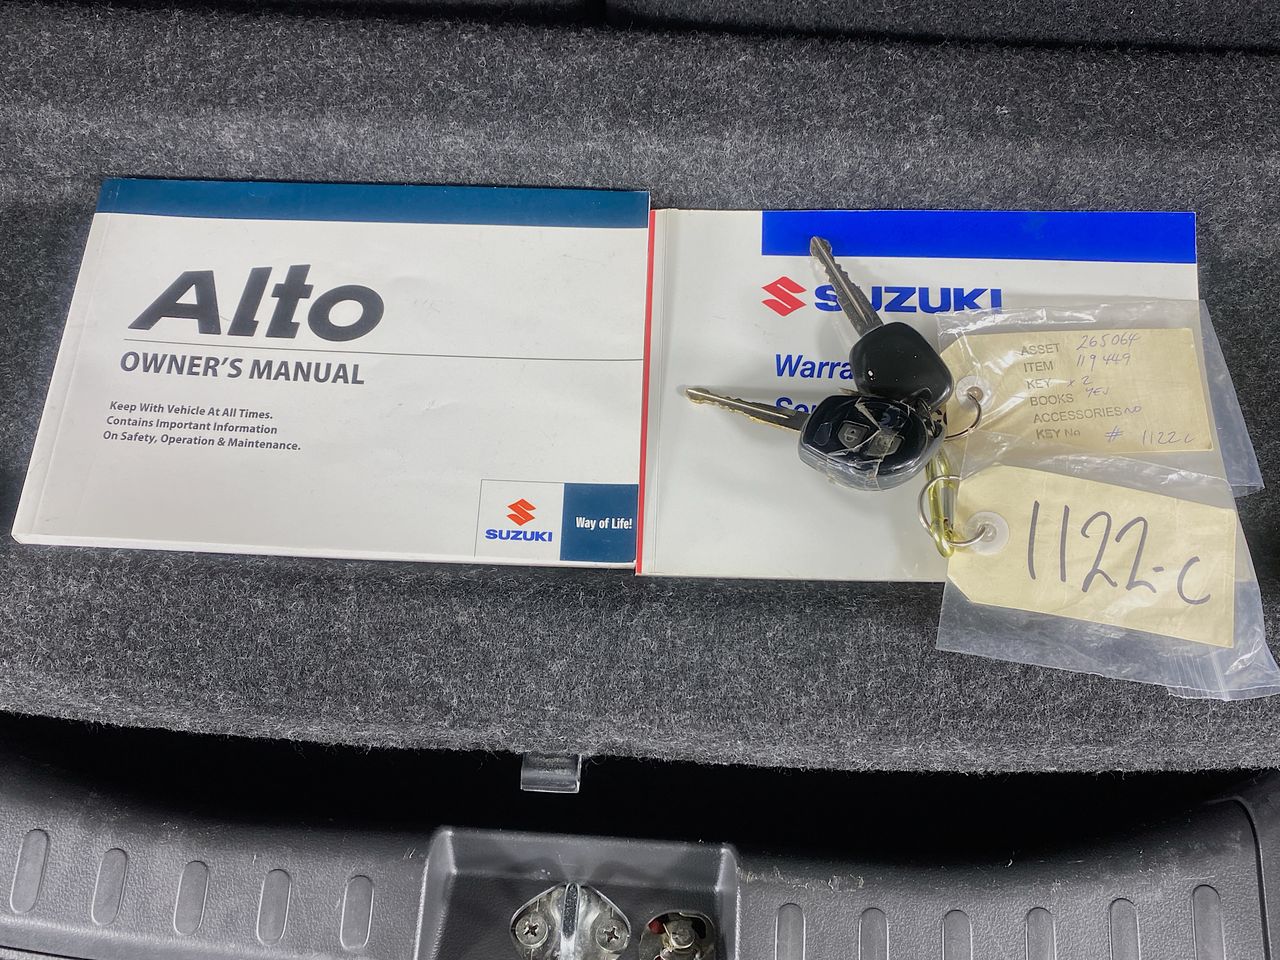 Alto
OWNER'S MANUAL
Keep With Vehicle At All Times.
Contains Important Information
On Safety, Operation & Maintenance.
SUZUKI
Way of Life!
SUZUKI
Warra
ASSET 265064
ITEM 119449
KEY x 2
BOOKS YES
ACCESSORIES NO
KEY No # 1122c
1122-c